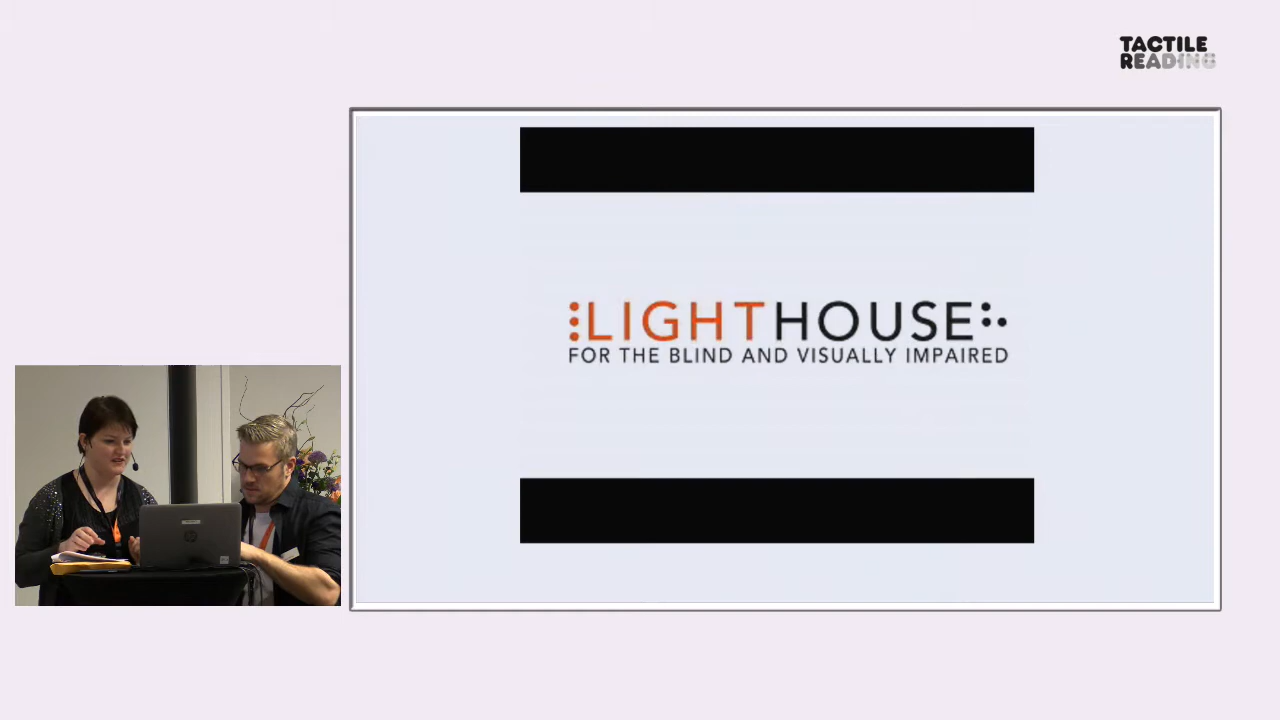 TACTILE
READING
LIGHTHOUSE
FOR THE BLIND AND VISUALLY IMPAIRED